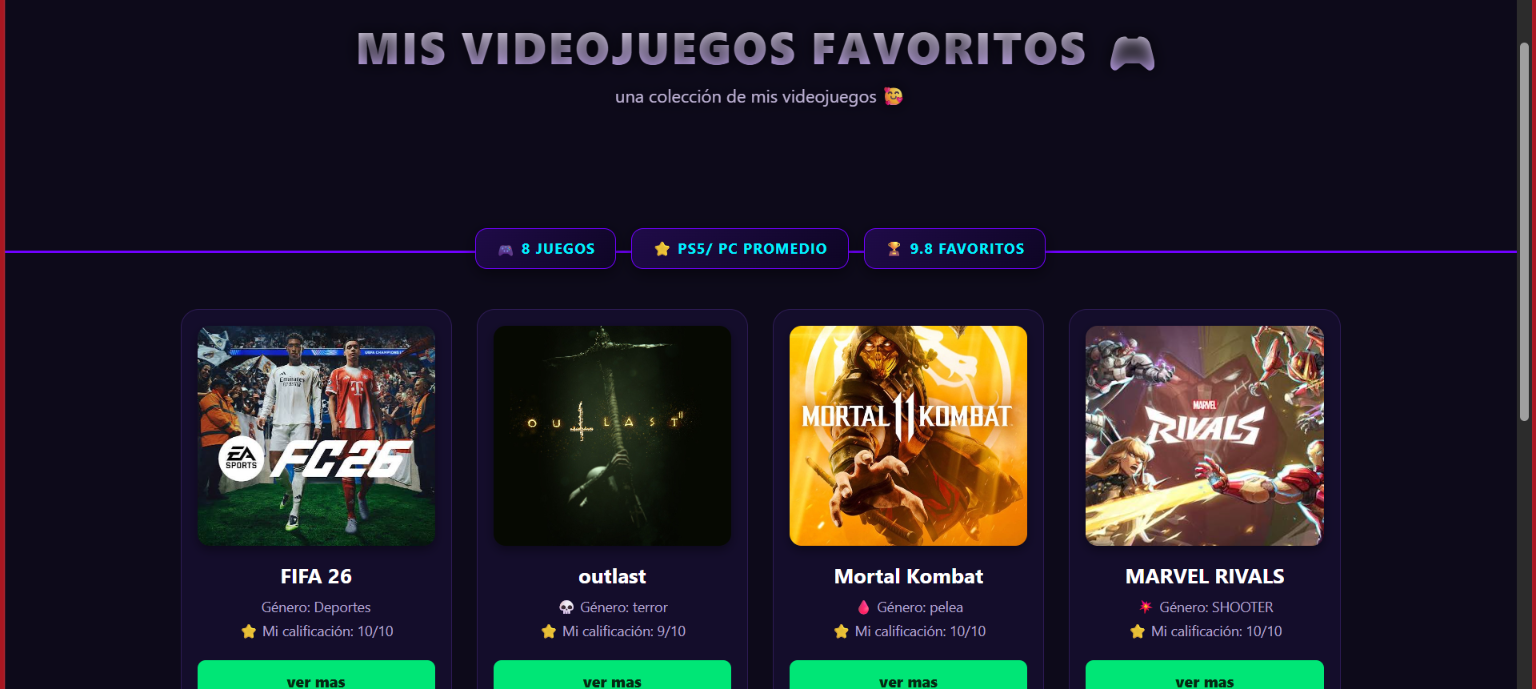 MIS VIDEOJUEGOS FAVORITOS 🎮
una colección de mis videojuegos 🥰
🎮 8 JUEGOS
⭐ PS5/ PC PROMEDIO
🏆 9.8 FAVORITOS
EA SPORTS FC 26
OUTLAST II
MORTAL KOMBAT 11
MARVEL RIVALS
FIFA 26
outlast
Mortal Kombat
MARVEL RIVALS
Género: Deportes
💀 Género: terror
🩸 Género: pelea
💥 Género: SHOOTER
⭐ Mi calificación: 10/10
⭐ Mi calificación: 9/10
⭐ Mi calificación: 10/10
⭐ Mi calificación: 10/10
ver mas
ver mas
ver mas
ver mas